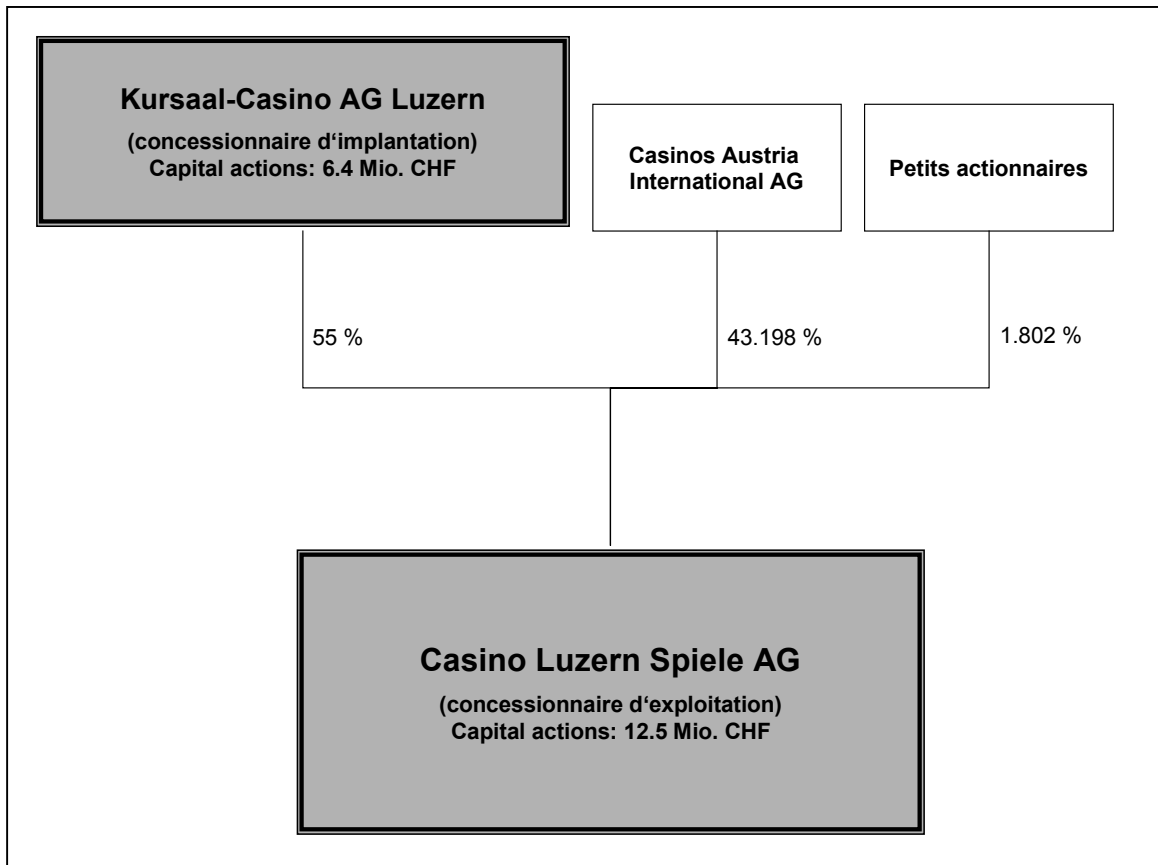 Kursaal-Casino AG Luzern
(concessionnaire d‘implantation)
Capital actions: 6.4 Mio. CHF
Casinos Austria
International AG
Petits actionnaires
55 %
43.198 %
1.802 %
Casino Luzern Spiele AG
(concessionnaire d‘exploitation)
Capital actions: 12.5 Mio. CHF